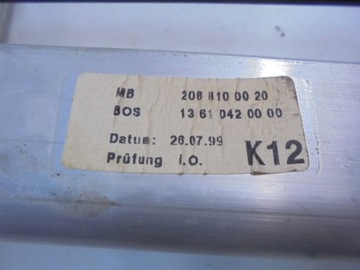 MB 208 810 00 20
BOS 13 61 042 00 00
Datum: 26.07.99
Prüfung i.O. K12